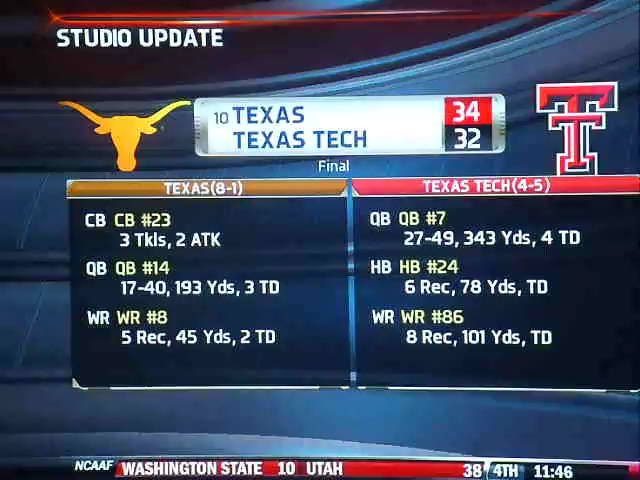 STUDIO UPDATE
10 TEXAS 34
TEXAS TECH 32
Final
TEXAS(8-1)
CB CB #23
3 Tkls, 2 ATK
QB QB #14
17-40, 193 Yds, 3 TD
WR WR #8
5 Rec, 45 Yds, 2 TD
TEXAS TECH(4-5)
QB QB #7
27-49, 343 Yds, 4 TD
HB HB #24
6 Rec, 78 Yds, TD
WR WR #86
8 Rec, 101 Yds, TD
NCAAF WASHINGTON STATE 10 UTAH 38 4TH 11:46